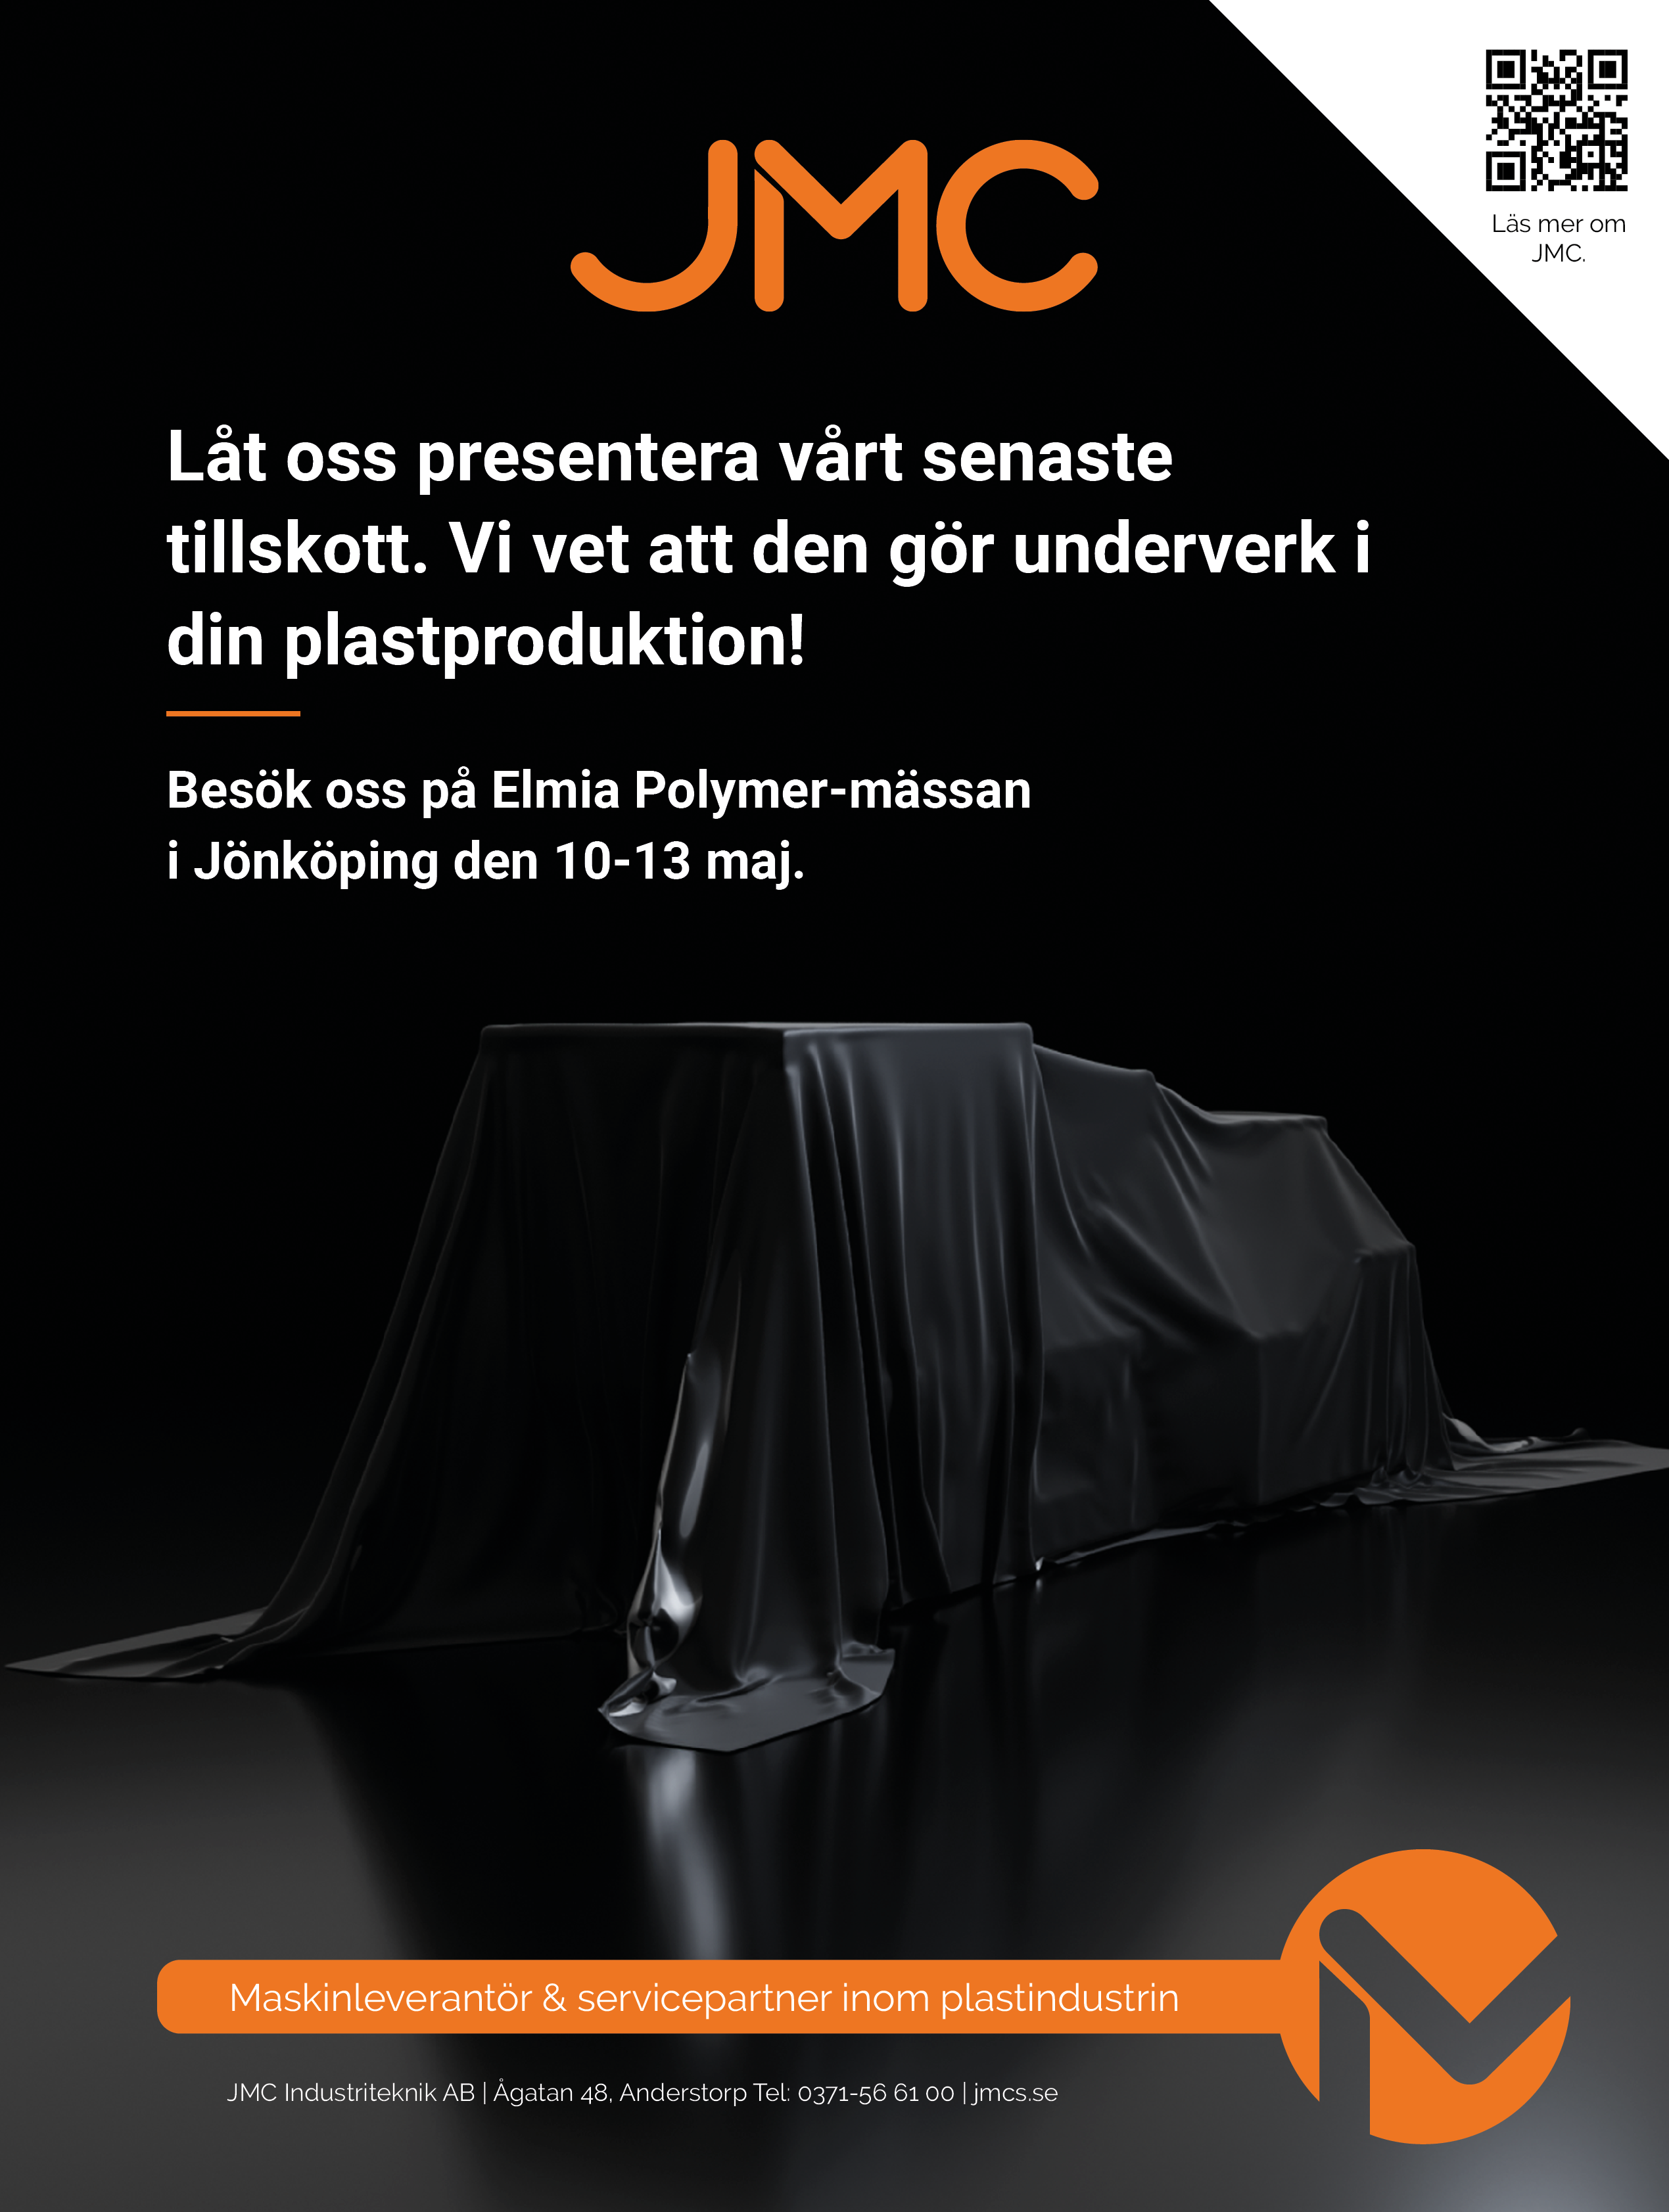 JMC
Läs mer om
JMC.
Låt oss presentera vårt senaste
tillskott. Vi vet att den gör underverk i
din plastproduktion!
Besök oss på Elmia Polymer-mässan
i Jönköping den 10-13 maj.
Maskinleverantör & servicepartner inom plastindustrin
JMC Industriteknik AB | Ågatan 48, Anderstorp Tel: 0371-56 61 00 | jmcs.se